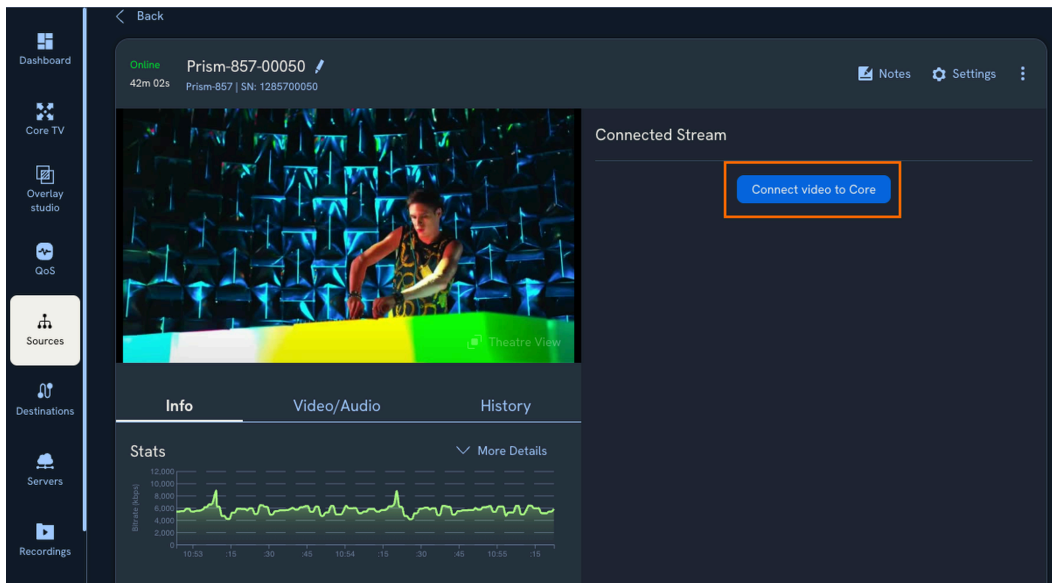 Back
Dashboard
Core TV
Overlay
studio
QoS
Sources
Destinations
Servers
Recordings
Online
42m 02s
Prism-857-00050
Prism-857 | SN: 1285700050
Notes
Settings
Theatre View
Connected Stream
Connect video to Core
Info
Video/Audio
History
Stats
More Details
Bitrate (kbps)
12,000
10,000
8,000
6,000
4,000
2,000
0
10:53 :15 :30 :45 10:54 :15 :30 :45 10:55 :15